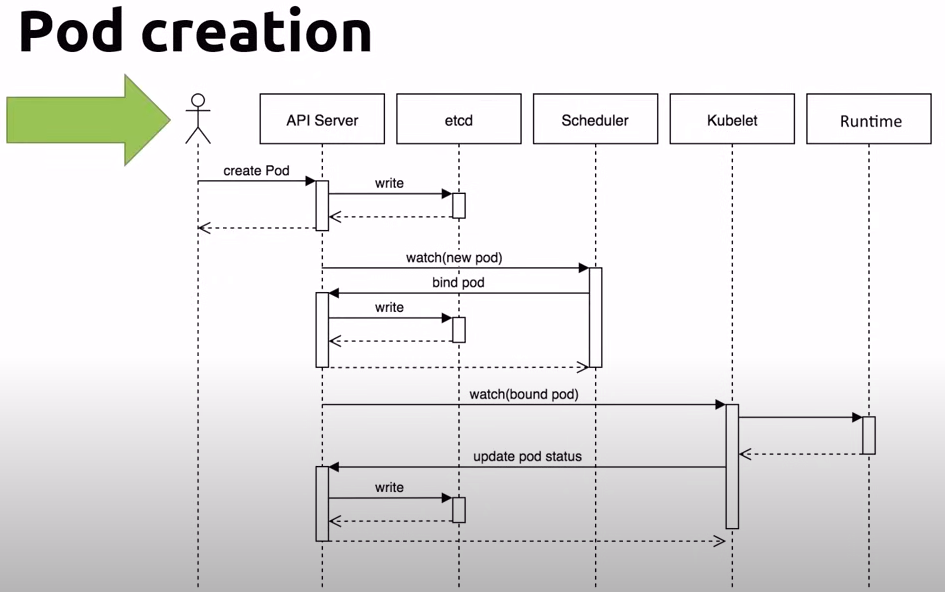 Pod creation
API Server
etcd
Scheduler
Kubelet
Runtime
create Pod
write
watch(new pod)
bind pod
write
watch(bound pod)
update pod status
write